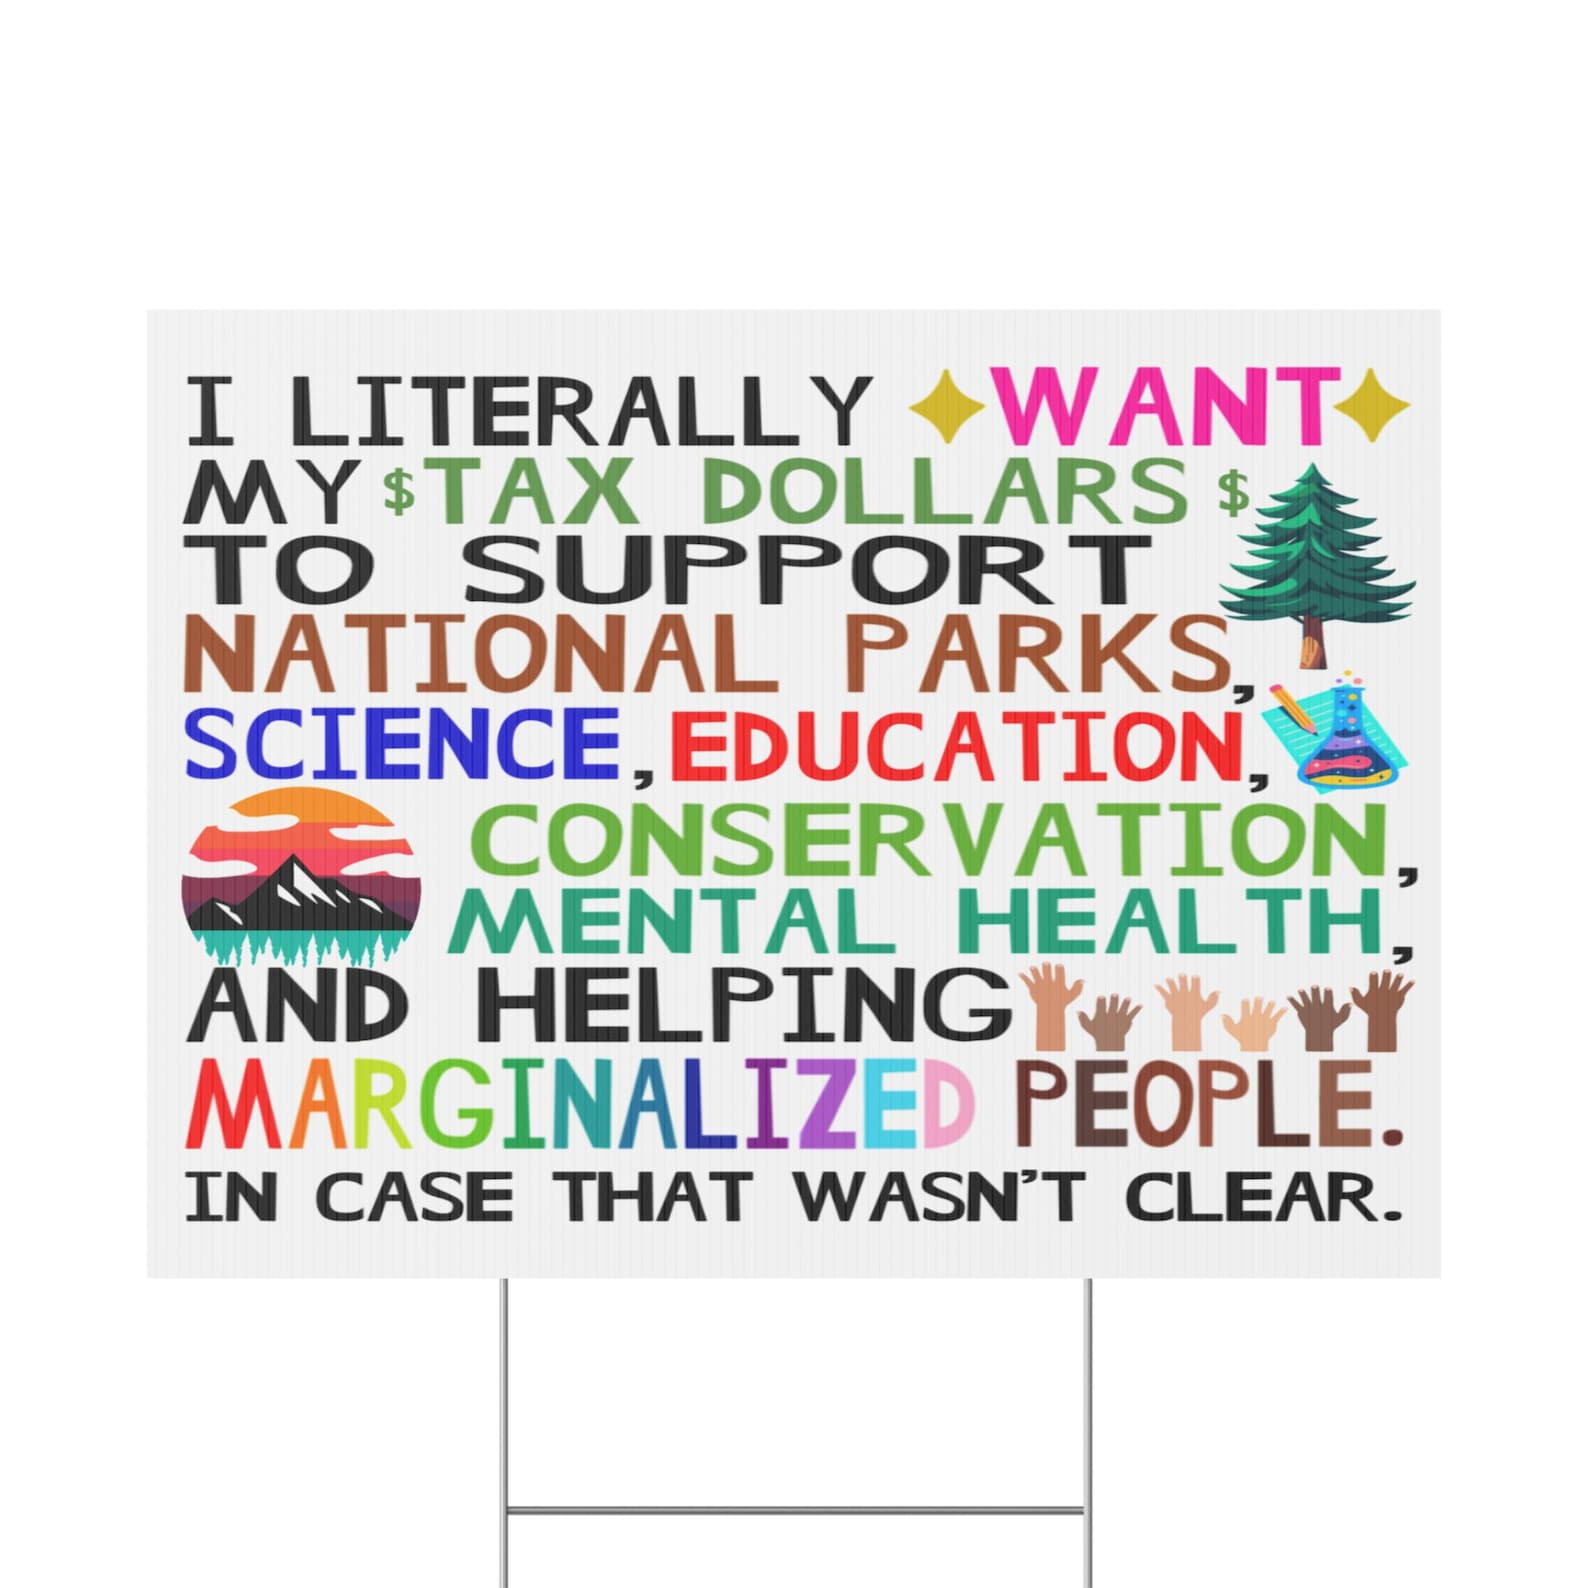 I LITERALLY WANT
MY $TAX DOLLARS $
TO SUPPORT
NATIONAL PARKS,
SCIENCE, EDUCATION,
CONSERVATION,
MENTAL HEALTH,
AND HELPING
MARGINALIZED PEOPLE.
IN CASE THAT WASN'T CLEAR.